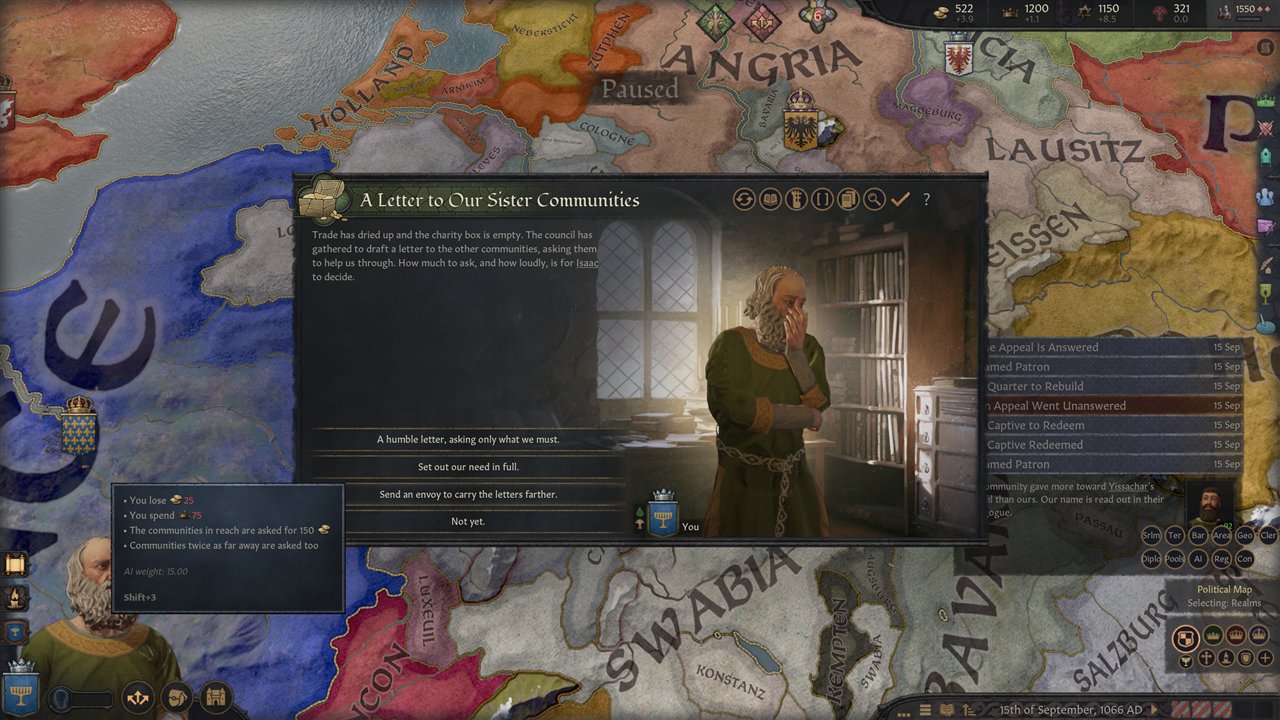 522
+3.9
1200
+1.1
1150
+8.5
321
0.0
1550
6
NEDERSTICHT
ZUTPHEN
HOLLAND
ARNHEIM
ANGRIA
Paused
BAVARIA
MAGDEBURG
COLOGNE
LAUSITZ
P
A Letter to Our Sister Communities
?
Trade has dried up and the charity box is empty. The council has
gathered to draft a letter to the other communities, asking them
to help us through. How much to ask, and how loudly, is for Isaac
to decide.
EISSEN
e Appeal Is Answered 15 Sep
amed Patron 15 Sep
Quarter to Rebuild 15 Sep
n Appeal Went Unanswered 15 Sep
Captive to Redeem 15 Sep
Captive Redeemed 15 Sep
amed Patron 15 Sep
A humble letter, asking only what we must.
Set out our need in full.
Send an envoy to carry the letters farther.
Not yet.
You
ommunity gave more toward Yissachar's
al than ours. Our name is read out in their
ogue.
• You lose 25
• You spend 75
• The communities in reach are asked for 150
• Communities twice as far away are asked too
AI weight: 15.00
Shift+3
PASSAU
Srlm Ter Bar Area Geo Cler
Diplo Pools AI Reg Con
Political Map
Selecting: Realms
LUXEUIL
SWABIA
KONSTANZ
KEMPTEN
SWABIA
BAVAR
SALZBURG
15th of September, 1066 AD